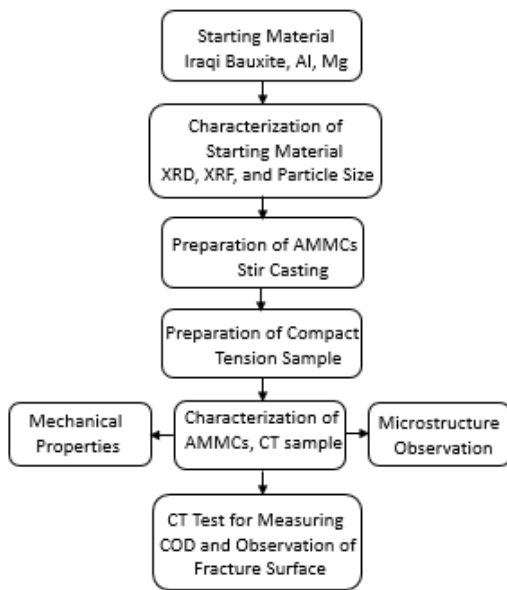 Starting Material
Iraqi Bauxite, Al, Mg
Characterization of
Starting Material
XRD, XRF, and Particle Size
Preparation of AMMCs
Stir Casting
Preparation of Compact
Tension Sample
Mechanical
Properties
Characterization of
AMMCs, CT sample
Microstructure
Observation
CT Test for Measuring
COD and Observation of
Fracture Surface